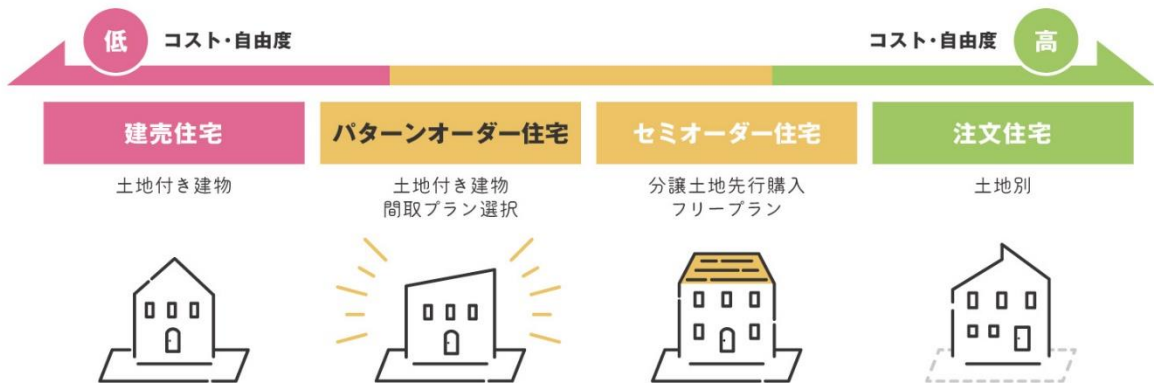 低
コスト・自由度
コスト・自由度
高
建売住宅
パターンオーダー住宅
セミオーダー住宅
注文住宅
土地付き建物
土地付き建物
間取プラン選択
分譲土地先行購入
フリープラン
土地別